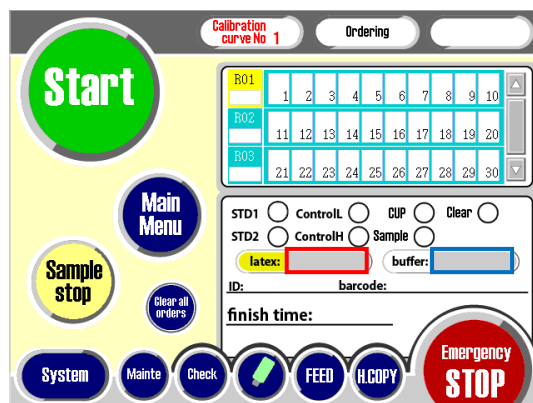 Calibration
curve No 1
Ordering
Start
R01
1 2 3 4 5 6 7 8 9 10
R02
11 12 13 14 15 16 17 18 19 20
R03
21 22 23 24 25 26 27 28 29 30
Main
Menu
STD1 ControlL CUP Clear
STD2 ControlH Sample
latex: buffer:
Sample
stop
Glear all
orders
ID: barcode:
finish time:
System
Mainte
Check
FEED
H.COPY
Emergency
STOP